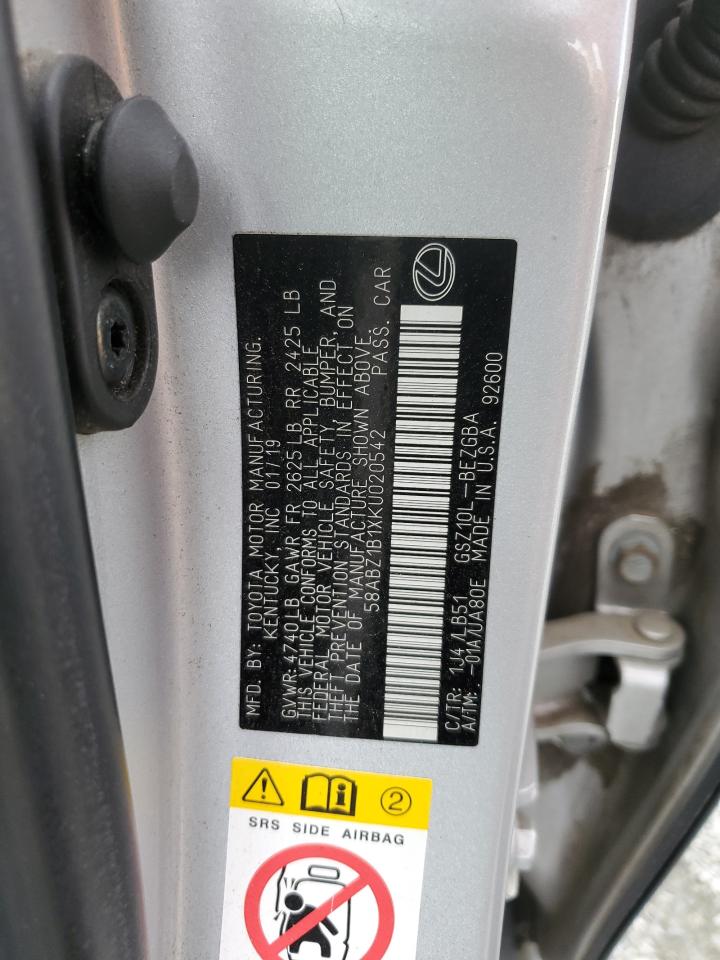 MFD. BY: TOYOTA MOTOR MANUFACTURING.
KENTUCKY, INC 01/19
GVWR 4740LB GAWR FR 2625 LB RR 2425 LB
THIS VEHICLE CONFORMS TO ALL APPLICABLE
FEDERAL MOTOR VEHICLE SAFETY, BUMPER, AND
THEFT PREVENTION STANDARDS IN EFFECT ON
THE DATE OF MANUFACTURE SHOWN ABOVE.
58ABZ1B1XKU020542 PASS. CAR
C/TR: 1J4/LB51 GSZ10L-BEZGBA
A/TM: -01A/UA80E MADE IN U.S.A. 92600
2
SRS SIDE AIRBAG